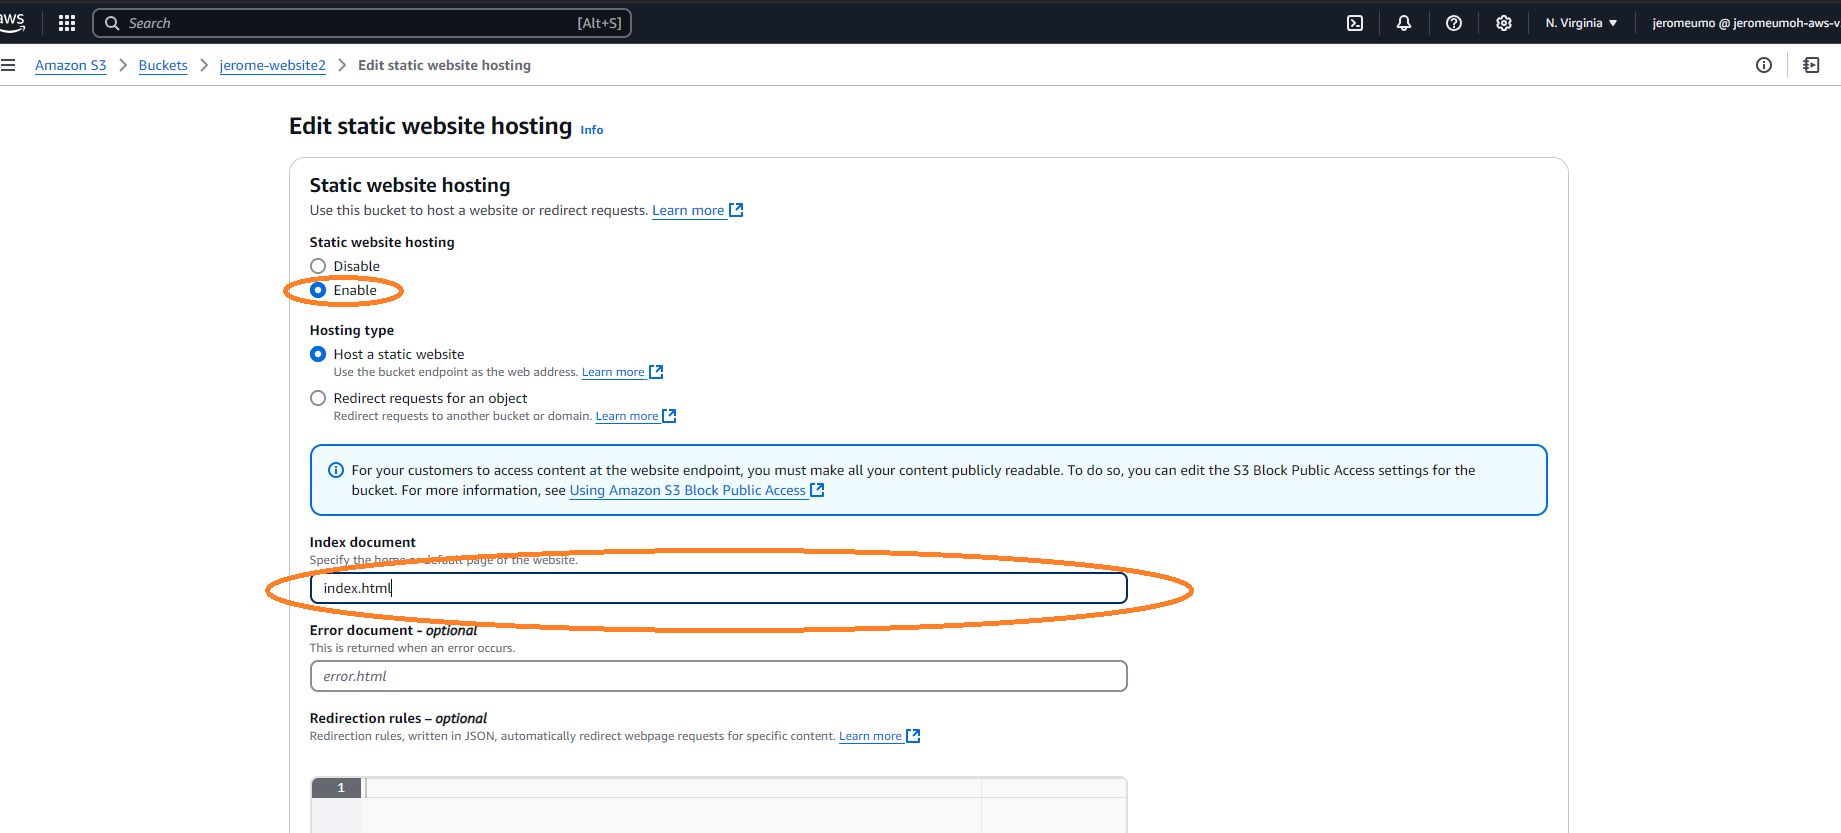 aws
Search [Alt+S] N. Virginia ▼ jeromeumo @ jeromeumoh-aws-v
Amazon S3 > Buckets > jerome-website2 > Edit static website hosting
Edit static website hosting Info
Static website hosting
Use this bucket to host a website or redirect requests. Learn more
Static website hosting
Disable
Enable
Hosting type
Host a static website
Use the bucket endpoint as the web address. Learn more
Redirect requests for an object
Redirect requests to another bucket or domain. Learn more
For your customers to access content at the website endpoint, you must make all your content publicly readable. To do so, you can edit the S3 Block Public Access settings for the
bucket. For more information, see Using Amazon S3 Block Public Access
Index document
Specify the home or default page of the website.
index.html
Error document - optional
This is returned when an error occurs.
error.html
Redirection rules – optional
Redirection rules, written in JSON, automatically redirect webpage requests for specific content. Learn more
1